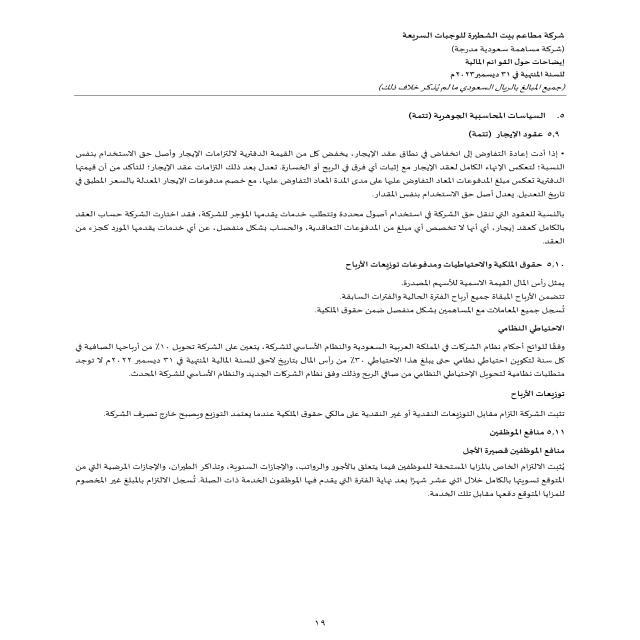 شركة مطاعم بيت الشطيرة للوجبات السريعة
(شركة مساهمة سعودية مدرجة)
إيضاحات حول القوائم المالية
للسنة المنتهية في ٣١ ديسمبر٢٠٢٣م
(جميع المبالغ بالريال السعودي ما لم يُذكر خلاف ذلك)
٥. السياسات المحاسبية الجوهرية (تتمة)
٥,٩ عقود الإيجار (تتمة)
• إذا أدت إعادة التفاوض إلى انخفاض في نطاق عقد الإيجار، يخفض كل من القيمة الدفترية لالتزامات الإيجار وأصل حق الاستخدام بنفس
النسبة؛ لتعكس الإنهاء الكامل لعقد الإيجار مع إثبات أي فرق في الربح أو الخسارة. تعدل بعد ذلك التزامات عقد الإيجار؛ للتأكد من أن قيمتها
الدفترية تعكس مبلغ المدفوعات المعاد التفاوض عليها على مدى المدة المعاد التفاوض عليها، مع خصم مدفوعات الإيجار المعدلة بالسعر المطبق في
تاريخ التعديل. يعدل أصل حق الاستخدام بنفس المقدار.
بالنسبة للعقود التي تنقل حق الشركة في استخدام أصول محددة وتتطلب خدمات يقدمها المؤجر للشركة، فقد اختارت الشركة حساب العقد
بالكامل كعقد إيجار، أي أنها لا تخصص أي مبلغ من المدفوعات التعاقدية، والحساب بشكل منفصل، عن أي خدمات يقدمها المورد كجزء من
العقد.
٥,١٠ حقوق الملكية والاحتياطيات ومدفوعات توزيعات الأرباح
يمثل رأس المال القيمة الاسمية للأسهم المصدرة.
تتضمن الأرباح المبقاة جميع أرباح الفترة الحالية والفترات السابقة.
تُسجل جميع المعاملات مع المساهمين بشكل منفصل ضمن حقوق الملكية.
الاحتياطي النظامي
وفقًا للوائح أحكام نظام الشركات في المملكة العربية السعودية والنظام الأساسي للشركة، يتعين على الشركة تحويل ١٠٪ من أرباحها الصافية في
كل سنة لتكوين احتياطي نظامي حتى يبلغ هذا الاحتياطي ٣٠٪ من رأس المال بتاريخ لاحق للسنة المالية المنتهية في ٣١ ديسمبر ٢٠٢٢م لا توجد
متطلبات نظامية لتحويل الإحتياطي النظامي من صافي الربح وذلك وفق نظام الشركات الجديد والنظام الأساسي للشركة المحدث.
توزيعات الأرباح
تثبت الشركة التزام مقابل التوزيعات النقدية أو غير النقدية على مالكي حقوق الملكية عندما يعتمد التوزيع ويصبح خارج تصرف الشركة.
٥,١١ منافع الموظفين
منافع الموظفين قصيرة الأجل
يُثبت الالتزام الخاص بالمزايا المستحقة للموظفين فيما يتعلق بالأجور والرواتب، والإجازات السنوية، وتذاكر الطيران، والإجازات المرضية التي من
المتوقع تسويتها بالكامل خلال اثني عشر شهرًا بعد نهاية الفترة التي يقدم فيها الموظفون الخدمة ذات الصلة. تُسجل الالتزام بالمبلغ غير المخصوم
للمزايا المتوقع دفعها مقابل تلك الخدمة.
١٩